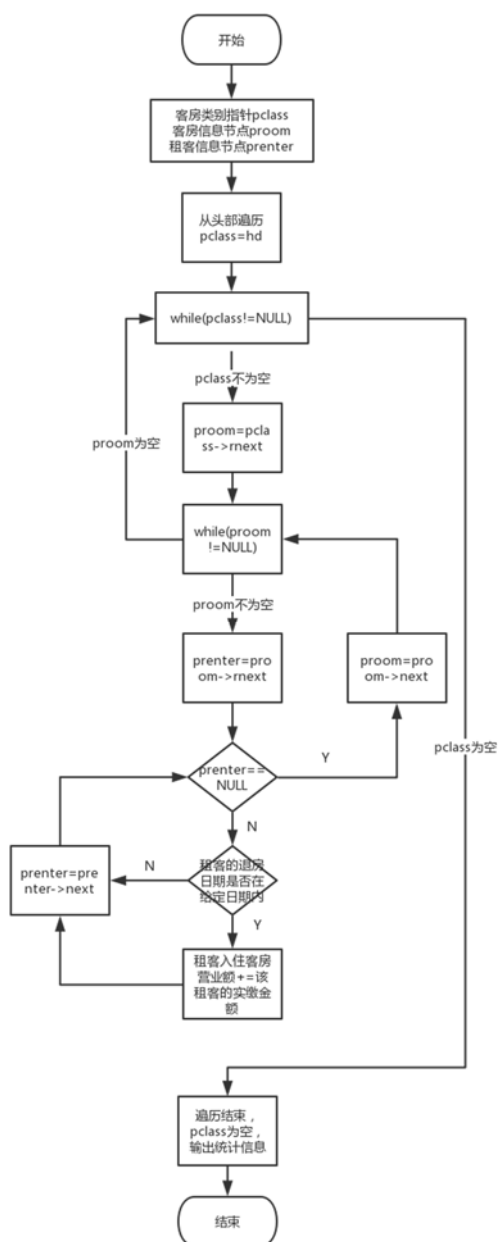 开始
客房类别指针pclass
客房信息节点proom
租客信息节点prenter
从头部遍历
pclass=hd
while(pclass!=NULL)
pclass不为空
proom=pcla
ss->rnext
proom为空
while(proom
!=NULL)
proom不为空
prenter=pro
om->rnext
proom=pro
om->next
pclass为空
prenter==
NULL
Y
N
租客的退房
日期是否在
给定日期内
N
prenter=pre
nter->next
Y
租客入住客房
营业额+=该
租客的实缴金
额
遍历结束，
pclass为空，
输出统计信息
结束